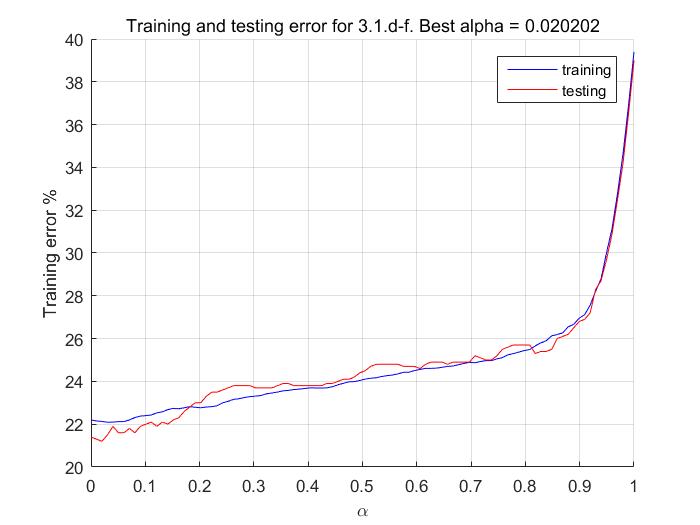 Training and testing error for 3.1.d-f. Best alpha = 0.020202
40
38
36
34
32
30
28
26
24
22
20
Training error %
training
testing
0 0.1 0.2 0.3 0.4 0.5 0.6 0.7 0.8 0.9 1
α